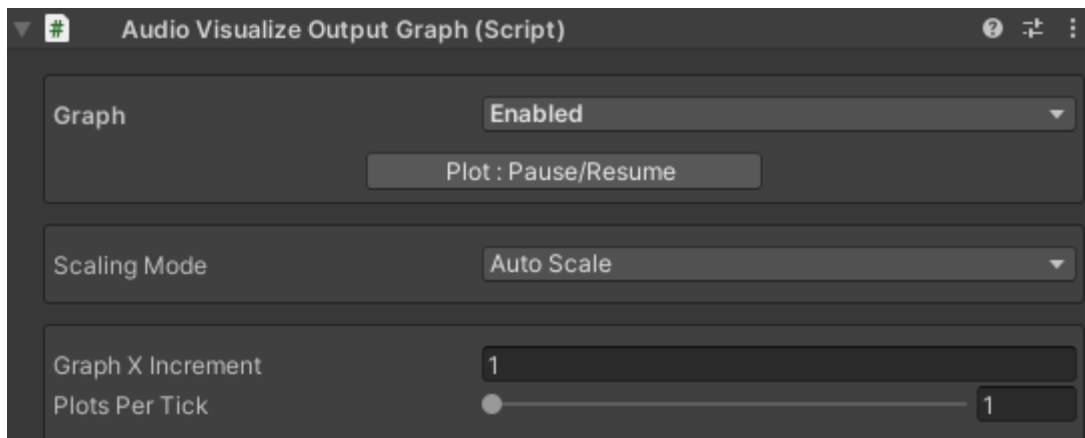 # Audio Visualize Output Graph (Script)
Graph Enabled
Plot : Pause/Resume
Scaling Mode Auto Scale
Graph X Increment 1
Plots Per Tick 1